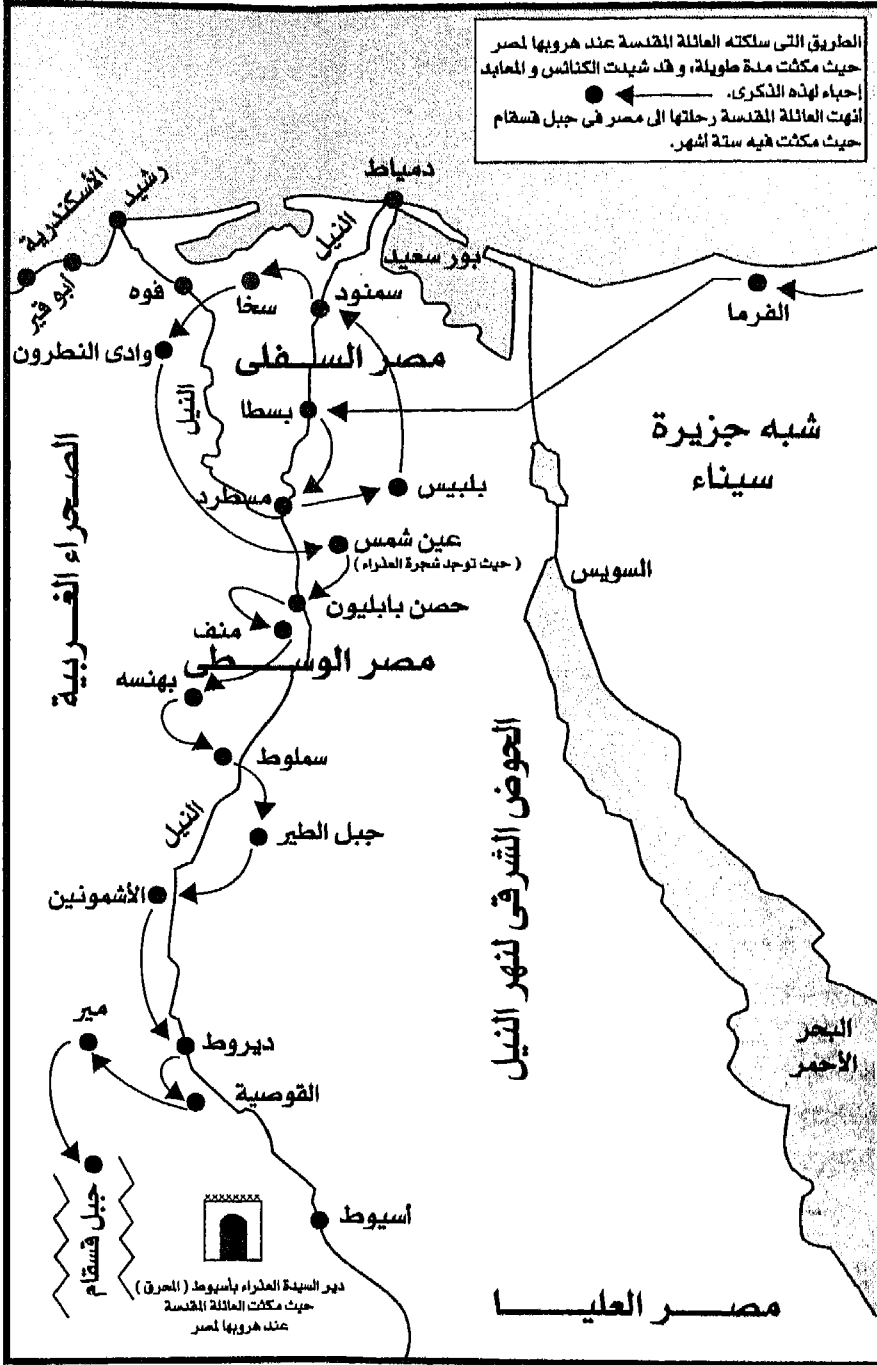 الطريق التى سلكته العائلة المقدسة عند هروبها لمصر
حيث مكثت مدة طويلة، و قد شيدت الكنائس و المعابد
إحياء لهذه الذكرى.
أنهت العائلة المقدسة رحلتها الى مصر فى جبل قسقام
حيث مكثت فيه ستة أشهر.
دمياط
رشيد
الأسكندرية
ابو قير
النيل
بور سعيد
الفرما
فوه
سخا
سمنود
وادى النطرون
مصر السفلى
النيل
بسطا
شبه جزيرة
سيناء
الصحراء الغربية
بلبيس
مسطرد
عين شمس
( حيث توجد شجرة العذراء )
السويس
حصن بابليون
منف
مصر الوسطى
بهنسه
سملوط
الحوض الشرقى لنهر النيل
النيل
جبل الطير
الأشمونين
مير
ديروط
البحر
الأحمر
القوصية
جبل قسقام
أسيوط
دير السيدة العذراء بأسيوط ( المحرق )
حيث مكثت العائلة المقدسة
عند هروبها لمصر
مصر العليا